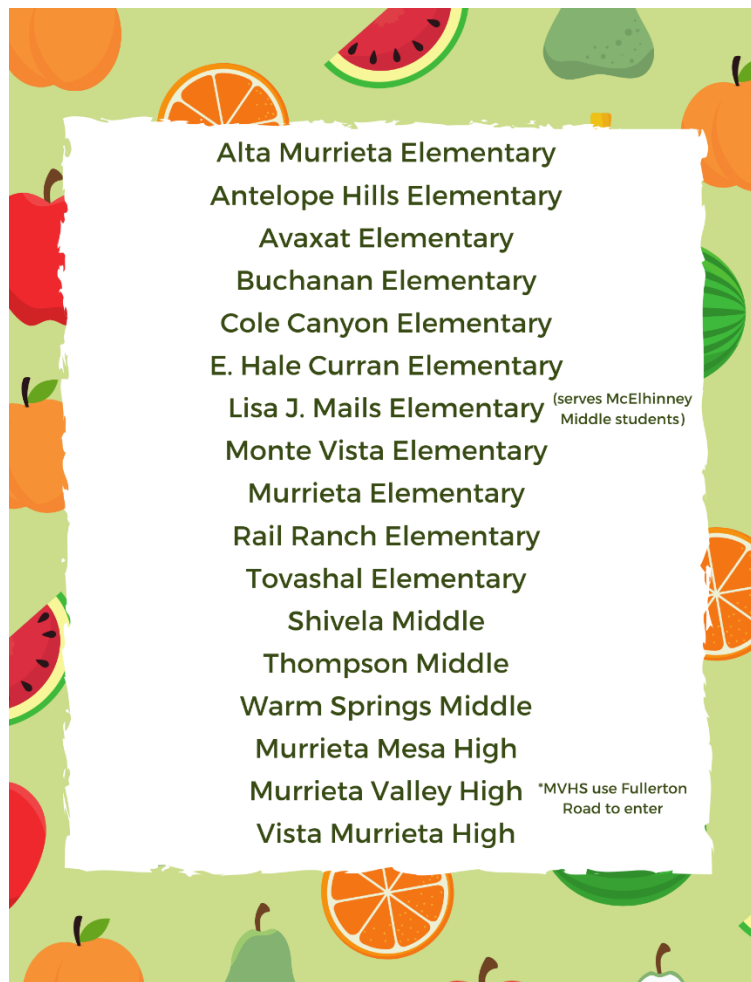 Alta Murrieta Elementary
Antelope Hills Elementary
Avaxat Elementary
Buchanan Elementary
Cole Canyon Elementary
E. Hale Curran Elementary
Lisa J. Mails Elementary
(serves McElhinney
Middle students)
Monte Vista Elementary
Murrieta Elementary
Rail Ranch Elementary
Tovashal Elementary
Shivela Middle
Thompson Middle
Warm Springs Middle
Murrieta Mesa High
Murrieta Valley High
*MVHS use Fullerton
Road to enter
Vista Murrieta High